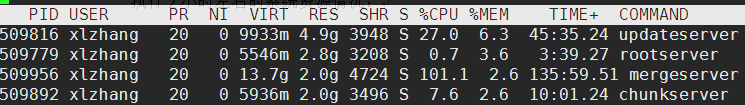 PID USER PR NI VIRT RES SHR S %CPU %MEM TIME+ COMMAND
509816 xlzhang 20 0 9933m 4.9g 3948 S 27.0 6.3 45:35.24 updateserver
509779 xlzhang 20 0 5546m 2.8g 3208 S 0.7 3.6 3:39.27 rootserver
509956 xlzhang 20 0 13.7g 2.0g 4724 S 101.1 2.6 135:59.51 mergeserver
509892 xlzhang 20 0 5936m 2.0g 3496 S 7.6 2.6 10:01.24 chunkserver